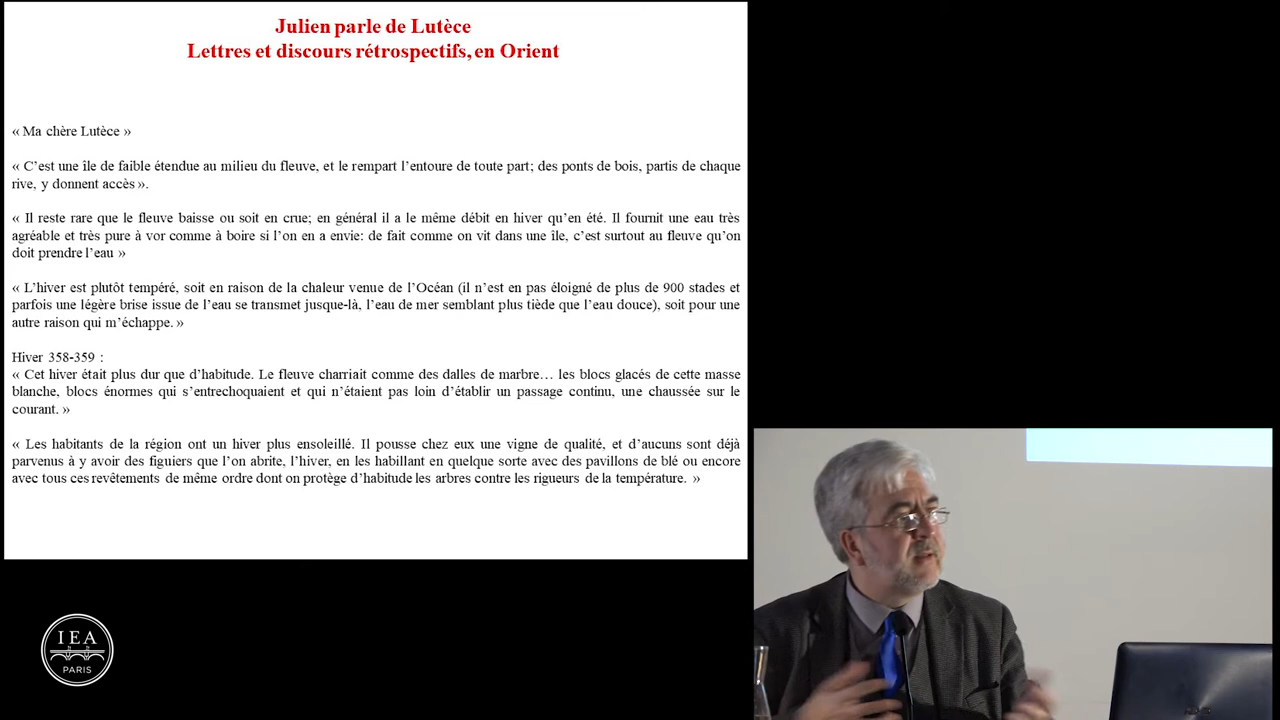 Julien parle de Lutèce
Lettres et discours rétrospectifs, en Orient
« Ma chère Lutèce »
« C’est une île de faible étendue au milieu du fleuve, et le rempart l’entoure de toute part; des ponts de bois, partis de chaque
rive, y donnent accès ».
« Il reste rare que le fleuve baisse ou soit en crue; en général il a le même débit en hiver qu’en été. Il fournit une eau très
agréable et très pure à vor comme à boire si l’on en a envie: de fait comme on vit dans une île, c’est surtout au fleuve qu’on
doit prendre l’eau »
« L’hiver est plutôt tempéré, soit en raison de la chaleur venue de l’Océan (il n’est en pas éloigné de plus de 900 stades et
parfois une légère brise issue de l’eau se transmet jusque-là, l’eau de mer semblant plus tiède que l’eau douce), soit pour une
autre raison qui m’échappe. »
Hiver 358-359 :
« Cet hiver était plus dur que d’habitude. Le fleuve charriait comme des dalles de marbre… les blocs glacés de cette masse
blanche, blocs énormes qui s’entrechoquaient et qui n’étaient pas loin d’établir un passage continu, une chaussée sur le
courant. »
« Les habitants de la région ont un hiver plus ensoleillé. Il pousse chez eux une vigne de qualité, et d’aucuns sont déjà
parvenus à y avoir des figuiers que l’on abrite, l’hiver, en les habillant en quelque sorte avec des pavillons de blé ou encore
avec tous ces revêtements de même ordre dont on protège d’habitude les arbres contre les rigueurs de la température. »
IEA
PARIS